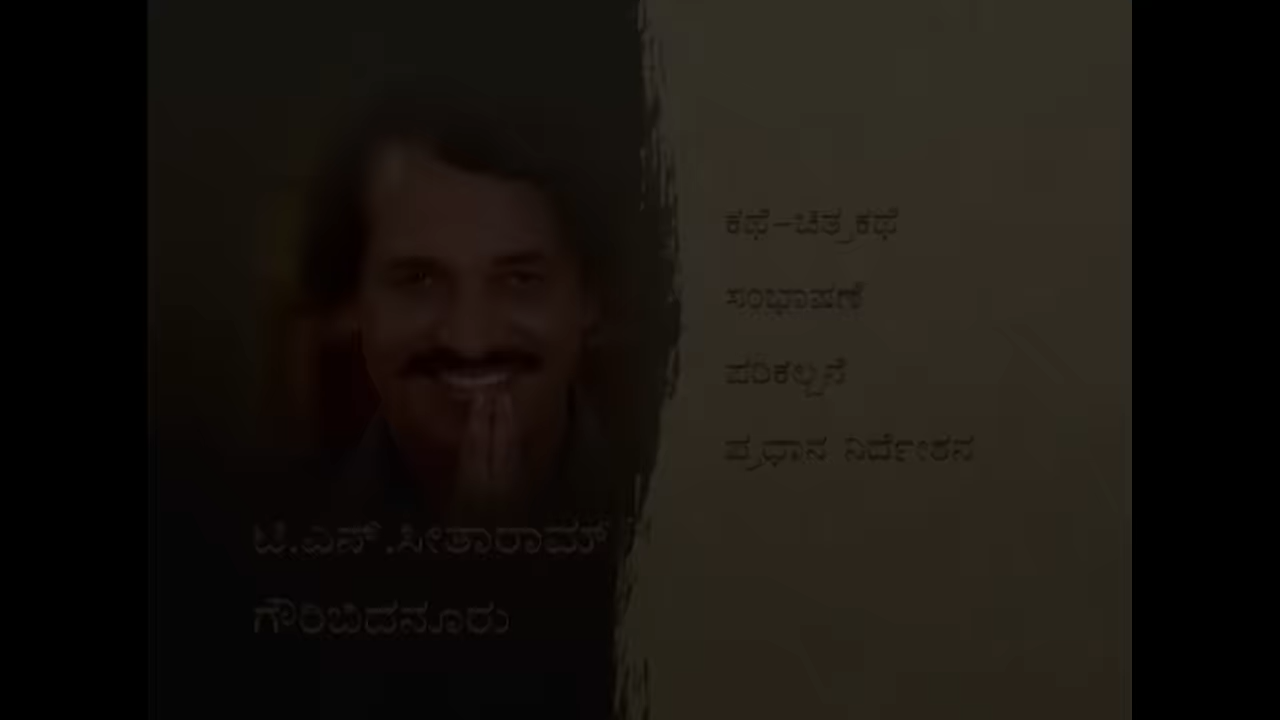 ಕಥೆ-ಚಿತ್ರಕಥೆ
ಸಂಭಾಷಣೆ
ಪರಿಕಲ್ಪನೆ
ಪ್ರಧಾನ ನಿರ್ದೇಶನ
ಟಿ.ಎನ್.ಸೀತಾರಾಮ್
ಗೌರಿಬಿದನೂರು